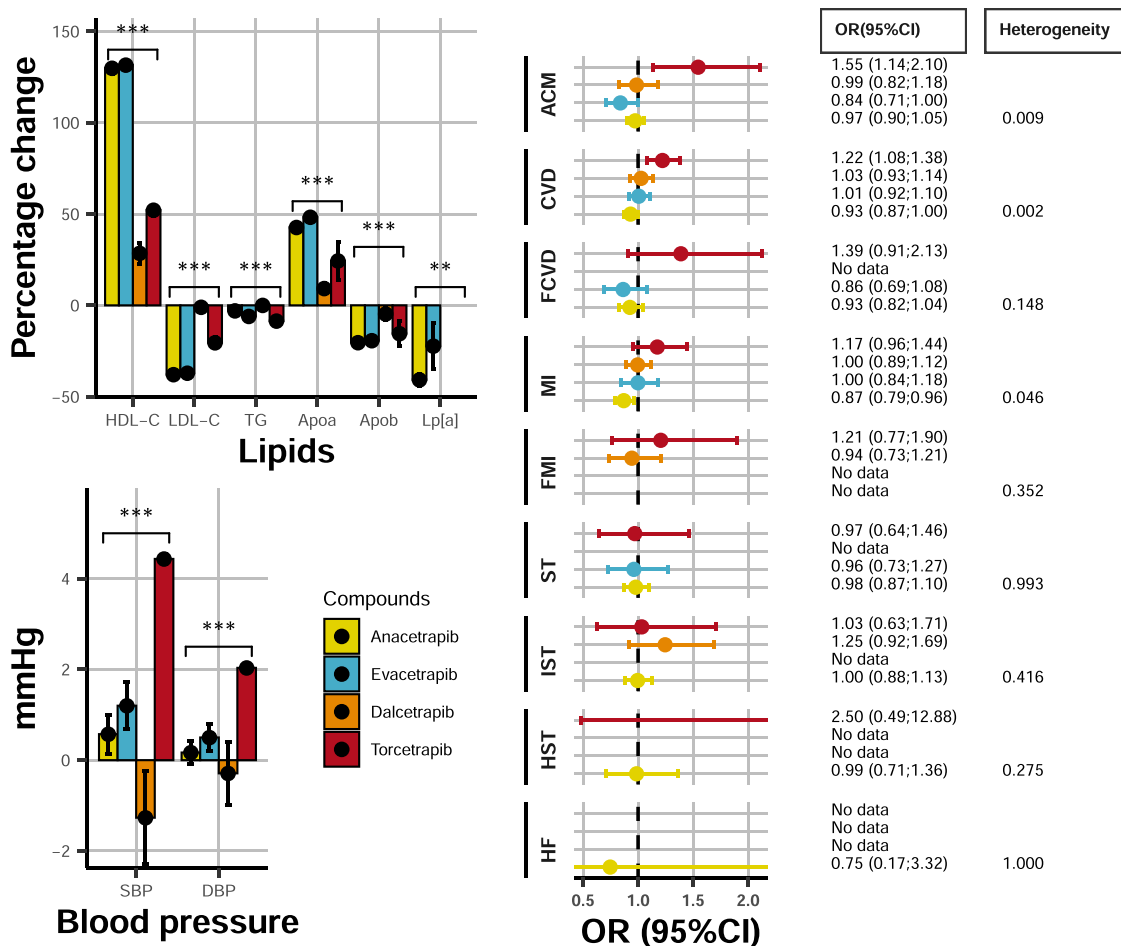 150
100
50
0
−50
Percentage change
***
***
***
***
***
**
HDL−C LDL−C TG Apoa Apob Lp[a]
Lipids
4
2
0
−2
mmHg
***
***
SBP DBP
Blood pressure
Compounds
Anacetrapib
Evacetrapib
Dalcetrapib
Torcetrapib
OR(95%CI) Heterogeneity
ACM
1.55 (1.14;2.10)
0.99 (0.82;1.18)
0.84 (0.71;1.00)
0.97 (0.90;1.05) 0.009
CVD
1.22 (1.08;1.38)
1.03 (0.93;1.14)
1.01 (0.92;1.10)
0.93 (0.87;1.00) 0.002
FCVD
1.39 (0.91;2.13)
No data
0.86 (0.69;1.08)
0.93 (0.82;1.04) 0.148
MI
1.17 (0.96;1.44)
1.00 (0.89;1.12)
1.00 (0.84;1.18)
0.87 (0.79;0.96) 0.046
FMI
1.21 (0.77;1.90)
0.94 (0.73;1.21)
No data
No data 0.352
ST
0.97 (0.64;1.46)
No data
0.96 (0.73;1.27)
0.98 (0.87;1.10) 0.993
IST
1.03 (0.63;1.71)
1.25 (0.92;1.69)
No data
1.00 (0.88;1.13) 0.416
HST
2.50 (0.49;12.88)
No data
No data
0.99 (0.71;1.36) 0.275
HF
No data
No data
No data
0.75 (0.17;3.32) 1.000
0.5 1.0 1.5 2.0
OR (95%CI)